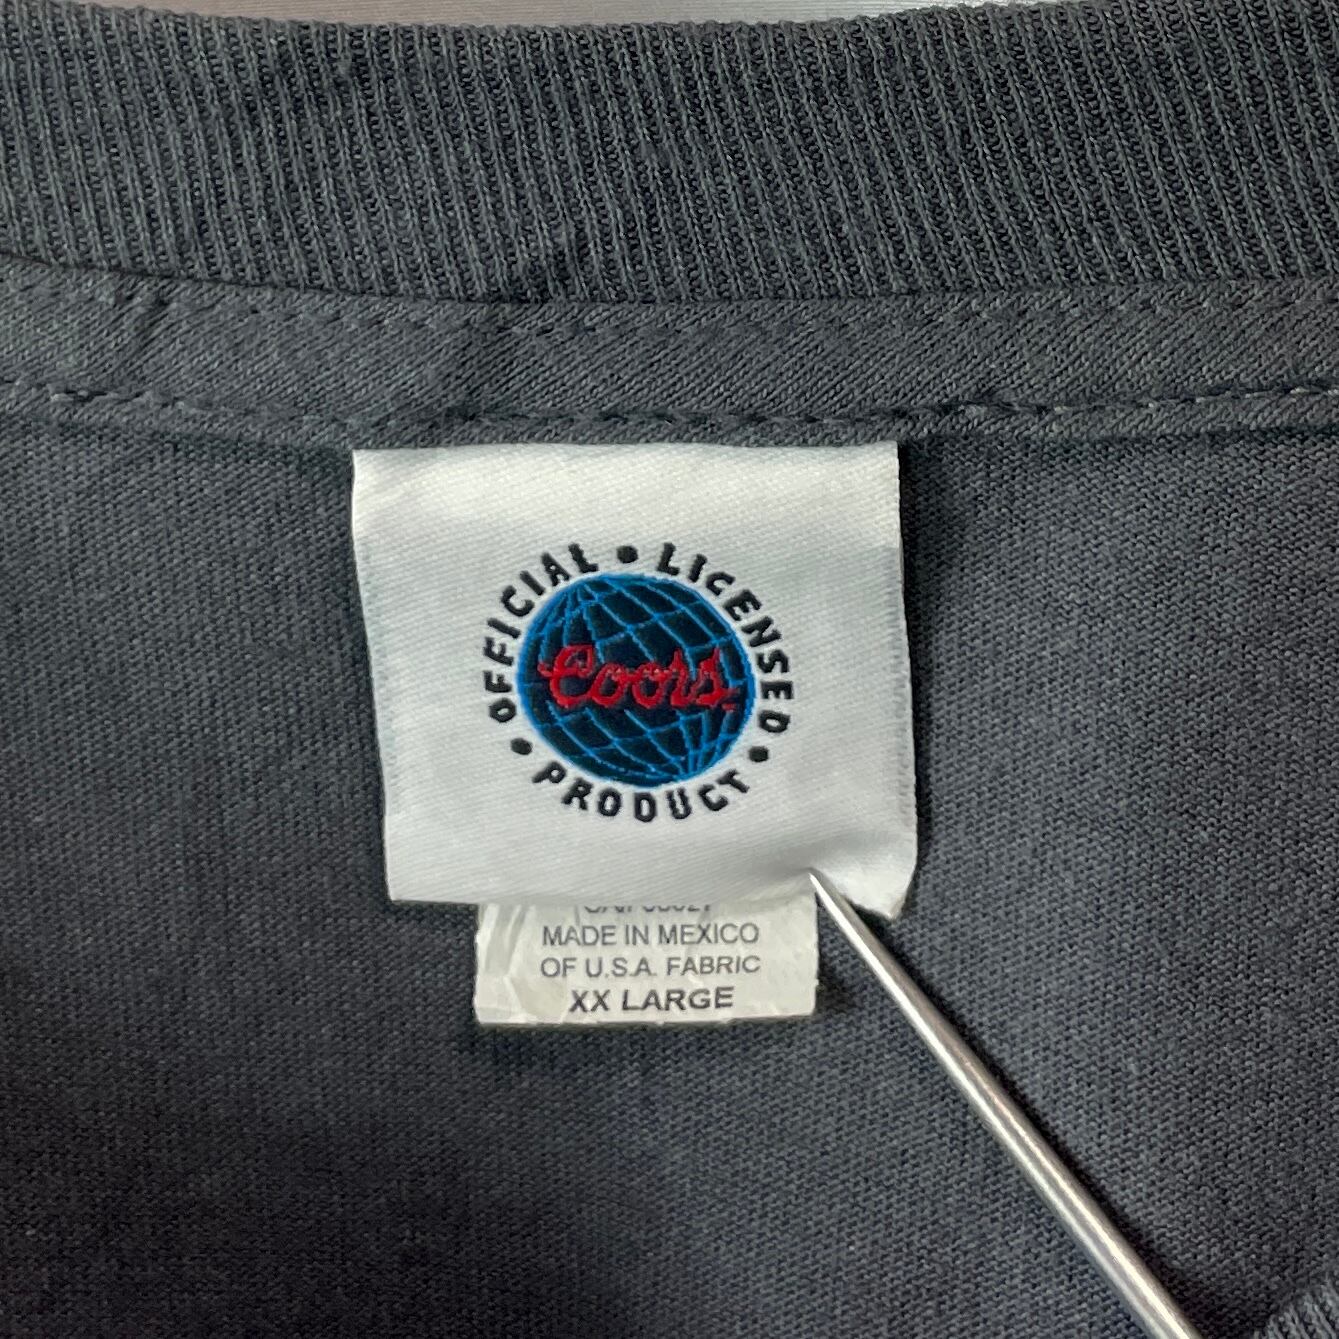 OFFICIAL • LICENSED • PRODUCT •
Coors
MADE IN MEXICO
OF U.S.A. FABRIC
XX LARGE